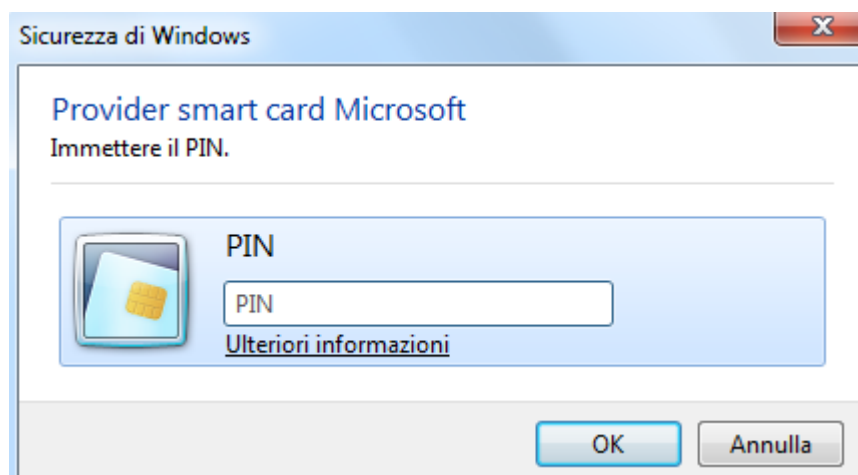 Sicurezza di Windows
Provider smart card Microsoft
Immettere il PIN.
PIN
PIN
Ulteriori informazioni
OK
Annulla